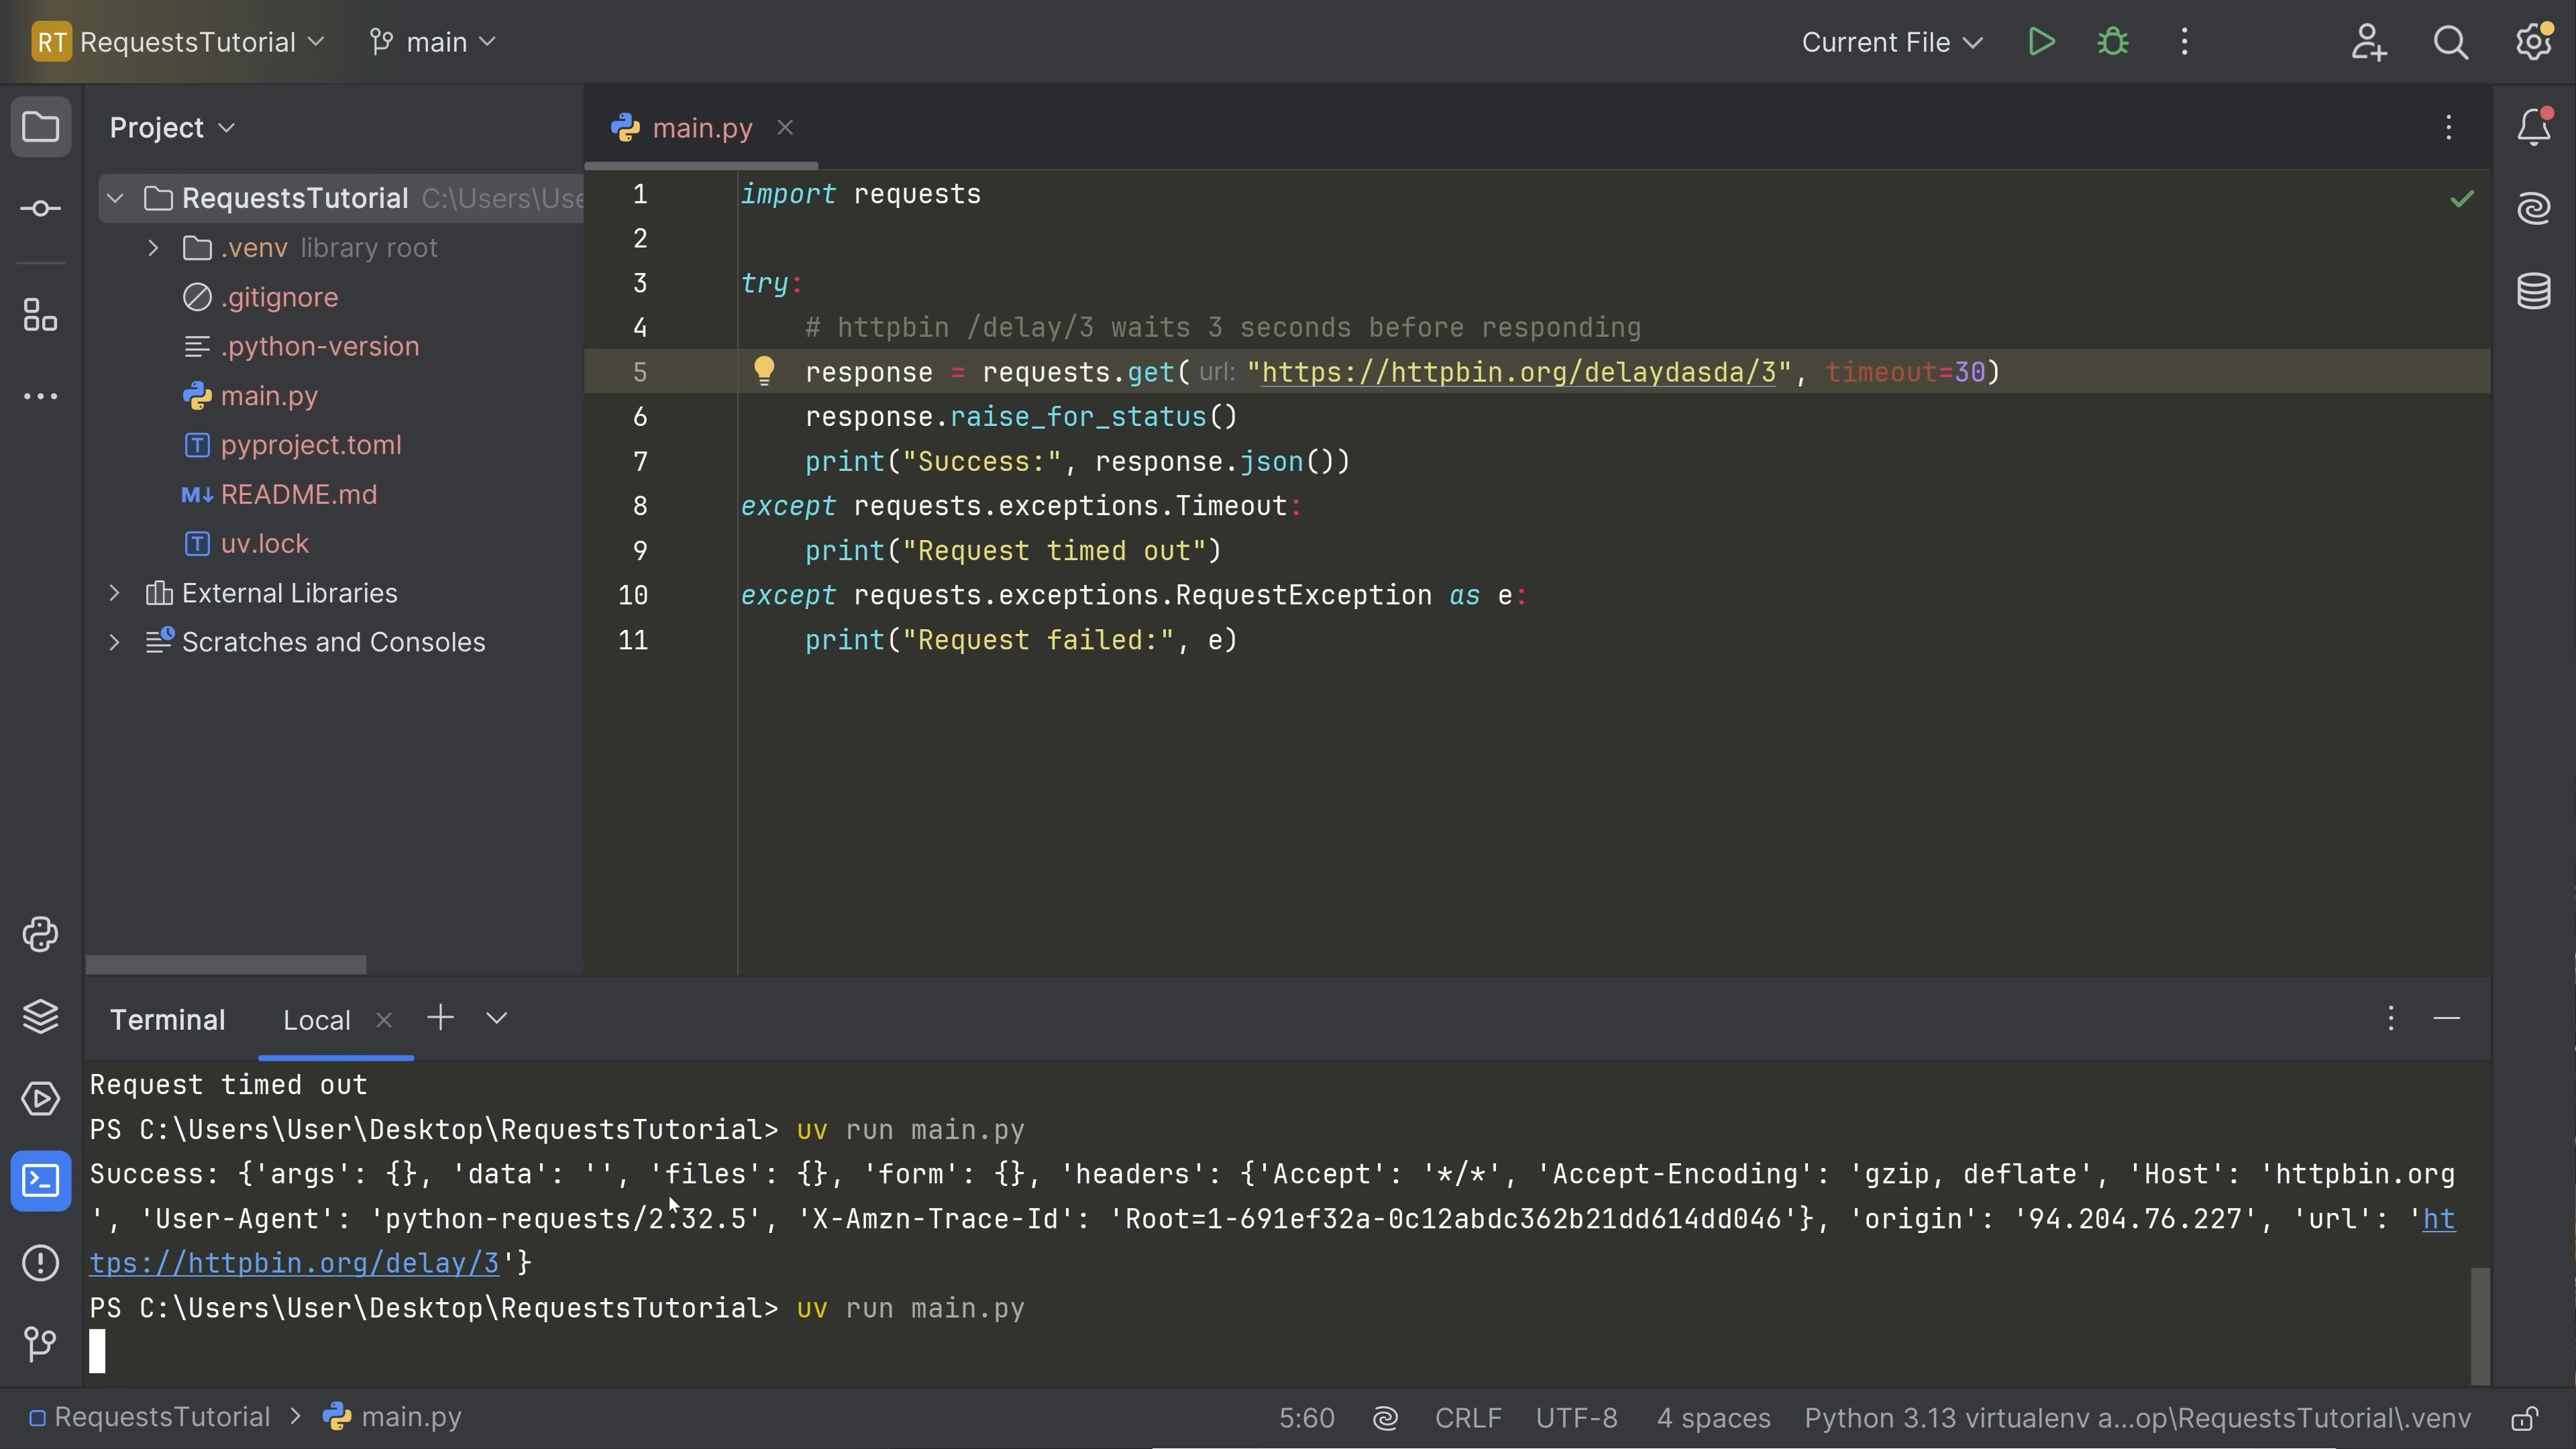 RT RequestsTutorial main Current File
Project
main.py
RequestsTutorial C:\Users\Use
.venv library root
.gitignore
.python-version
main.py
pyproject.toml
README.md
uv.lock
External Libraries
Scratches and Consoles
1 import requests
2
3 try:
4 # httpbin /delay/3 waits 3 seconds before responding
5 response = requests.get( url: "https://httpbin.org/delaydasda/3", timeout=30)
6 response.raise_for_status()
7 print("Success:", response.json())
8 except requests.exceptions.Timeout:
9 print("Request timed out")
10 except requests.exceptions.RequestException as e:
11 print("Request failed:", e)
Terminal Local
Request timed out
PS C:\Users\User\Desktop\RequestsTutorial> uv run main.py
Success: {'args': {}, 'data': '', 'files': {}, 'form': {}, 'headers': {'Accept': '*/*', 'Accept-Encoding': 'gzip, deflate', 'Host': 'httpbin.org
', 'User-Agent': 'python-requests/2.32.5', 'X-Amzn-Trace-Id': 'Root=1-691ef32a-0c12abdc362b21dd614dd046'}, 'origin': '94.204.76.227', 'url': 'ht
tps://httpbin.org/delay/3'}
PS C:\Users\User\Desktop\RequestsTutorial> uv run main.py
RequestsTutorial > main.py 5:60 CRLF UTF-8 4 spaces Python 3.13 virtualenv a...op\RequestsTutorial\.venv